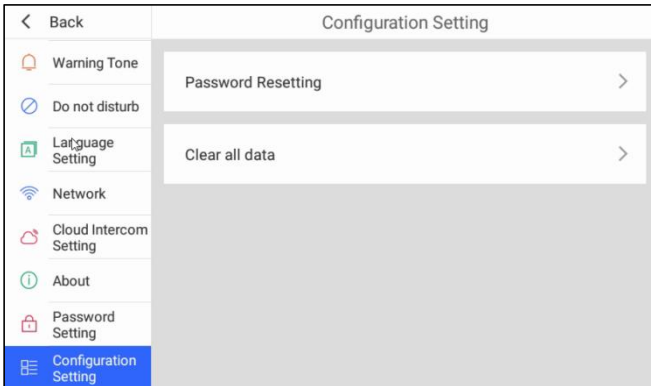 Back
Configuration Setting
Warning Tone
Do not disturb
Language
Setting
Network
Cloud Intercom
Setting
About
Password
Setting
Configuration
Setting
Password Resetting
Clear all data